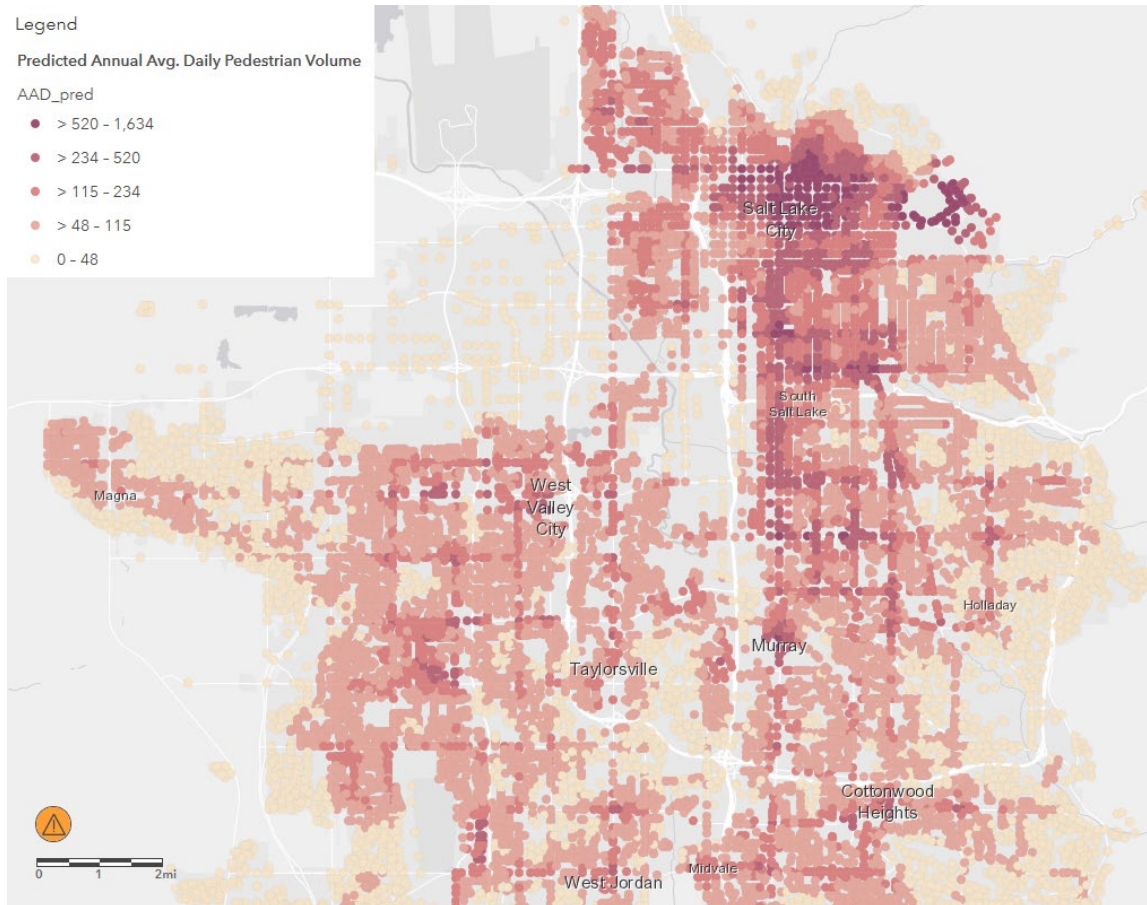 Legend
Predicted Annual Avg. Daily Pedestrian Volume
AAD_pred
> 520 - 1,634
> 234 - 520
> 115 - 234
> 48 - 115
0 - 48
Salt Lake
City
South
Salt Lake
Magna
West
Valley
City
Holladay
Murray
Taylorsville
Cottonwood
Heights
Midvale
West Jordan
0 1 2mi